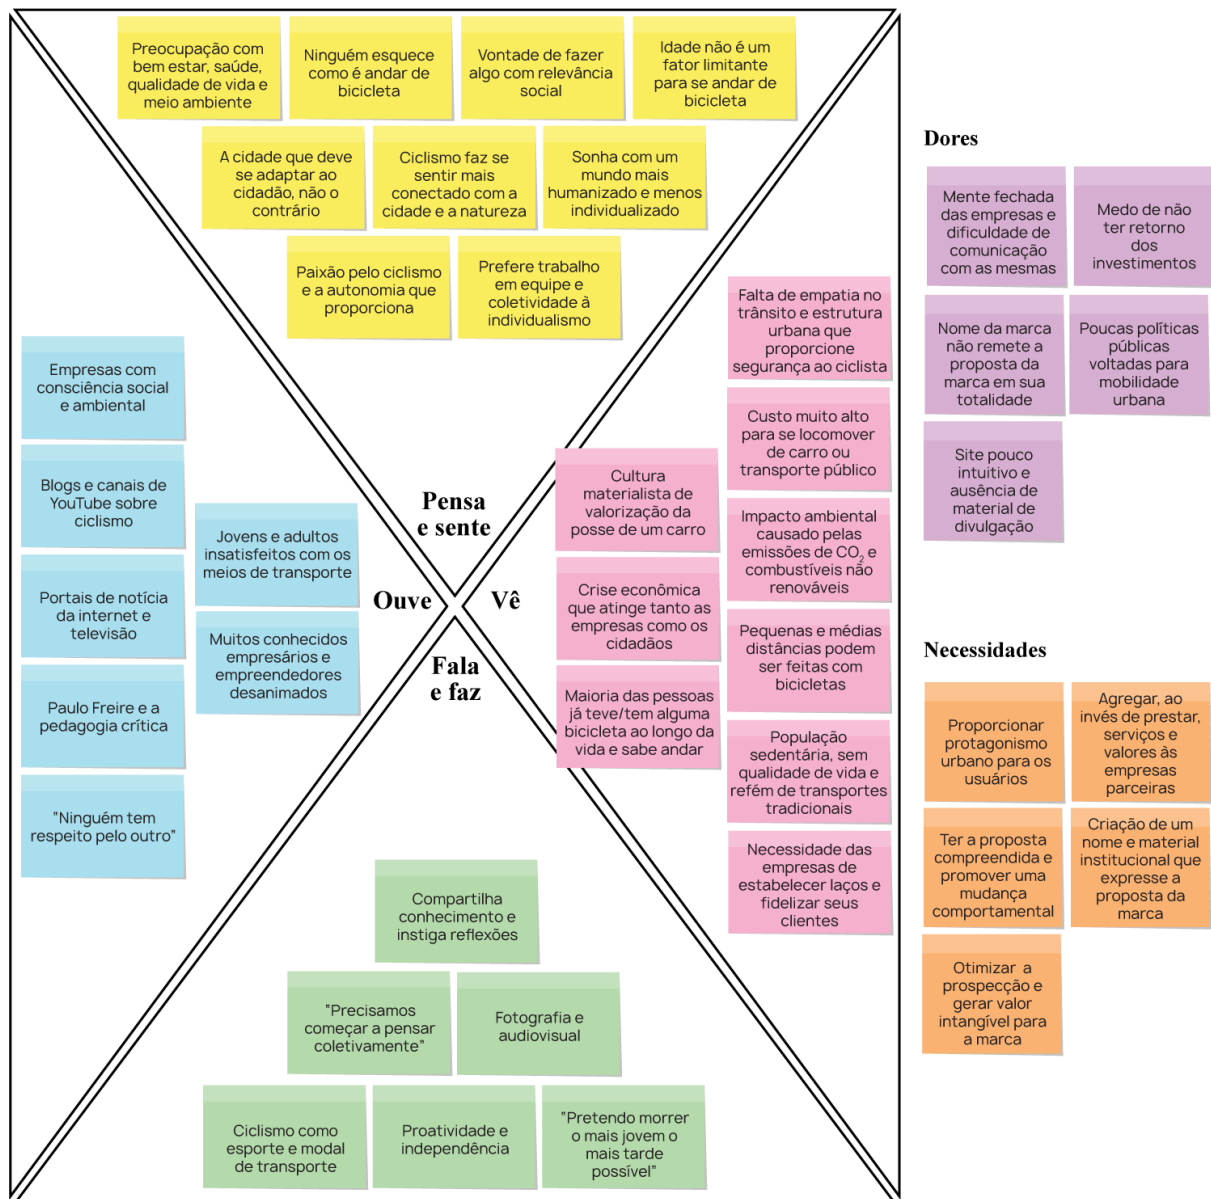 Preocupação com
bem estar, saúde,
qualidade de vida e
meio ambiente
Ninguém esquece
como é andar de
bicicleta
Vontade de fazer
algo com relevância
social
Idade não é um
fator limitante
para se andar de
bicicleta
A cidade que deve
se adaptar ao
cidadão, não o
contrário
Ciclismo faz se
sentir mais
conectado com a
cidade e a natureza
Sonha com um
mundo mais
humanizado e menos
individualizado
Paixão pelo ciclismo
e a autonomia que
proporciona
Prefere trabalho
em equipe e
coletividade à
individualismo
Pensa
e sente
Ouve
Vê
Fala
e faz
Empresas com
consciência social
e ambiental
Blogs e canais de
YouTube sobre
ciclismo
Portais de notícia
da internet e
televisão
Paulo Freire e a
pedagogia crítica
"Ninguém tem
respeito pelo outro"
Jovens e adultos
insatisfeitos com os
meios de transporte
Muitos conhecidos
empresários e
empreendedores
desanimados
Cultura
materialista de
valorização da
posse de um carro
Crise econômica
que atinge tanto as
empresas como os
cidadãos
Maioria das pessoas
já teve/tem alguma
bicicleta ao longo da
vida e sabe andar
Falta de empatia no
trânsito e estrutura
urbana que
proporcione
segurança ao ciclista
Custo muito alto
para se locomover
de carro ou
transporte público
Impacto ambiental
causado pelas
emissões de CO₂ e
combustíveis não
renováveis
Pequenas e médias
distâncias podem
ser feitas com
bicicletas
População
sedentária, sem
qualidade de vida e
refém de transportes
tradicionais
Necessidade das
empresas de
estabelecer laços e
fidelizar seus
clientes
Compartilha
conhecimento e
instiga reflexões
"Precisamos
começar a pensar
coletivamente"
Fotografia e
audiovisual
Ciclismo como
esporte e modal
de transporte
Proatividade e
independência
"Pretendo morrer
o mais jovem o
mais tarde
possível"
Dores
Mente fechada
das empresas e
dificuldade de
comunicação
com as mesmas
Medo de não
ter retorno
dos
investimentos
Nome da marca
não remete a
proposta da
marca em sua
totalidade
Poucas políticas
públicas
voltadas para
mobilidade
urbana
Site pouco
intuitivo e
ausência de
material de
divulgação
Necessidades
Proporcionar
protagonismo
urbano para os
usuários
Agregar, ao
invés de prestar,
serviços e
valores às
empresas
parceiras
Ter a proposta
compreendida e
promover uma
mudança
comportamental
Criação de um
nome e material
institucional que
expresse a
proposta da
marca
Otimizar a
prospecção e
gerar valor
intangível para
a marca